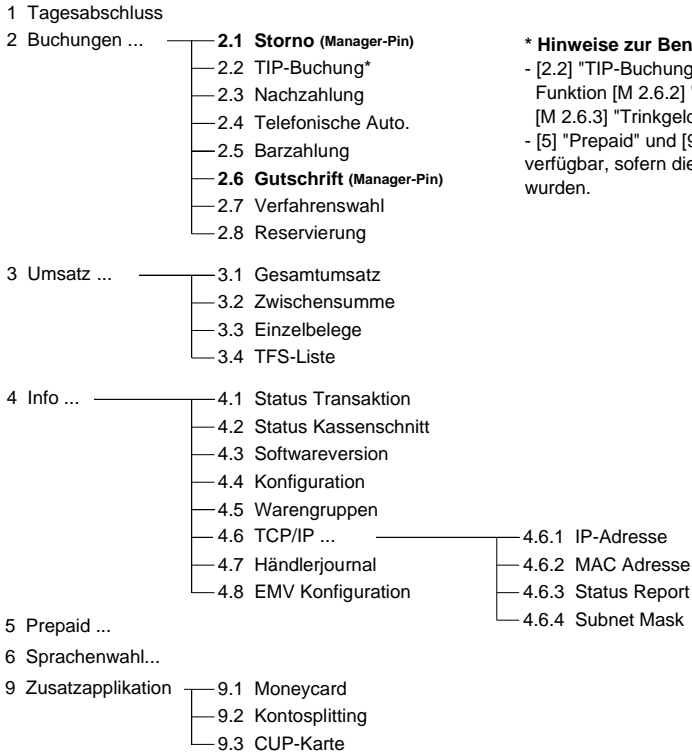 1 Tagesabschluss
2 Buchungen ...
2.1 Storno (Manager-Pin)
2.2 TIP-Buchung*
2.3 Nachzahlung
2.4 Telefonische Auto.
2.5 Barzahlung
2.6 Gutschrift (Manager-Pin)
2.7 Verfahrenswahl
2.8 Reservierung
* Hinweise zur Ben
- [2.2] "TIP-Buchung
Funktion [M 2.6.2] "
[M 2.6.3] "Trinkgeld
- [5] "Prepaid" und [9
verfügbar, sofern die
wurden.
3 Umsatz ...
3.1 Gesamtumsatz
3.2 Zwischensumme
3.3 Einzelbelege
3.4 TFS-Liste
4 Info ...
4.1 Status Transaktion
4.2 Status Kassenschnitt
4.3 Softwareversion
4.4 Konfiguration
4.5 Warengruppen
4.6 TCP/IP ...
4.7 Händlerjournal
4.8 EMV Konfiguration
4.6.1 IP-Adresse
4.6.2 MAC Adresse
4.6.3 Status Report
4.6.4 Subnet Mask
5 Prepaid ...
6 Sprachenwahl...
9 Zusatzapplikation
9.1 Moneycard
9.2 Kontosplitting
9.3 CUP-Karte